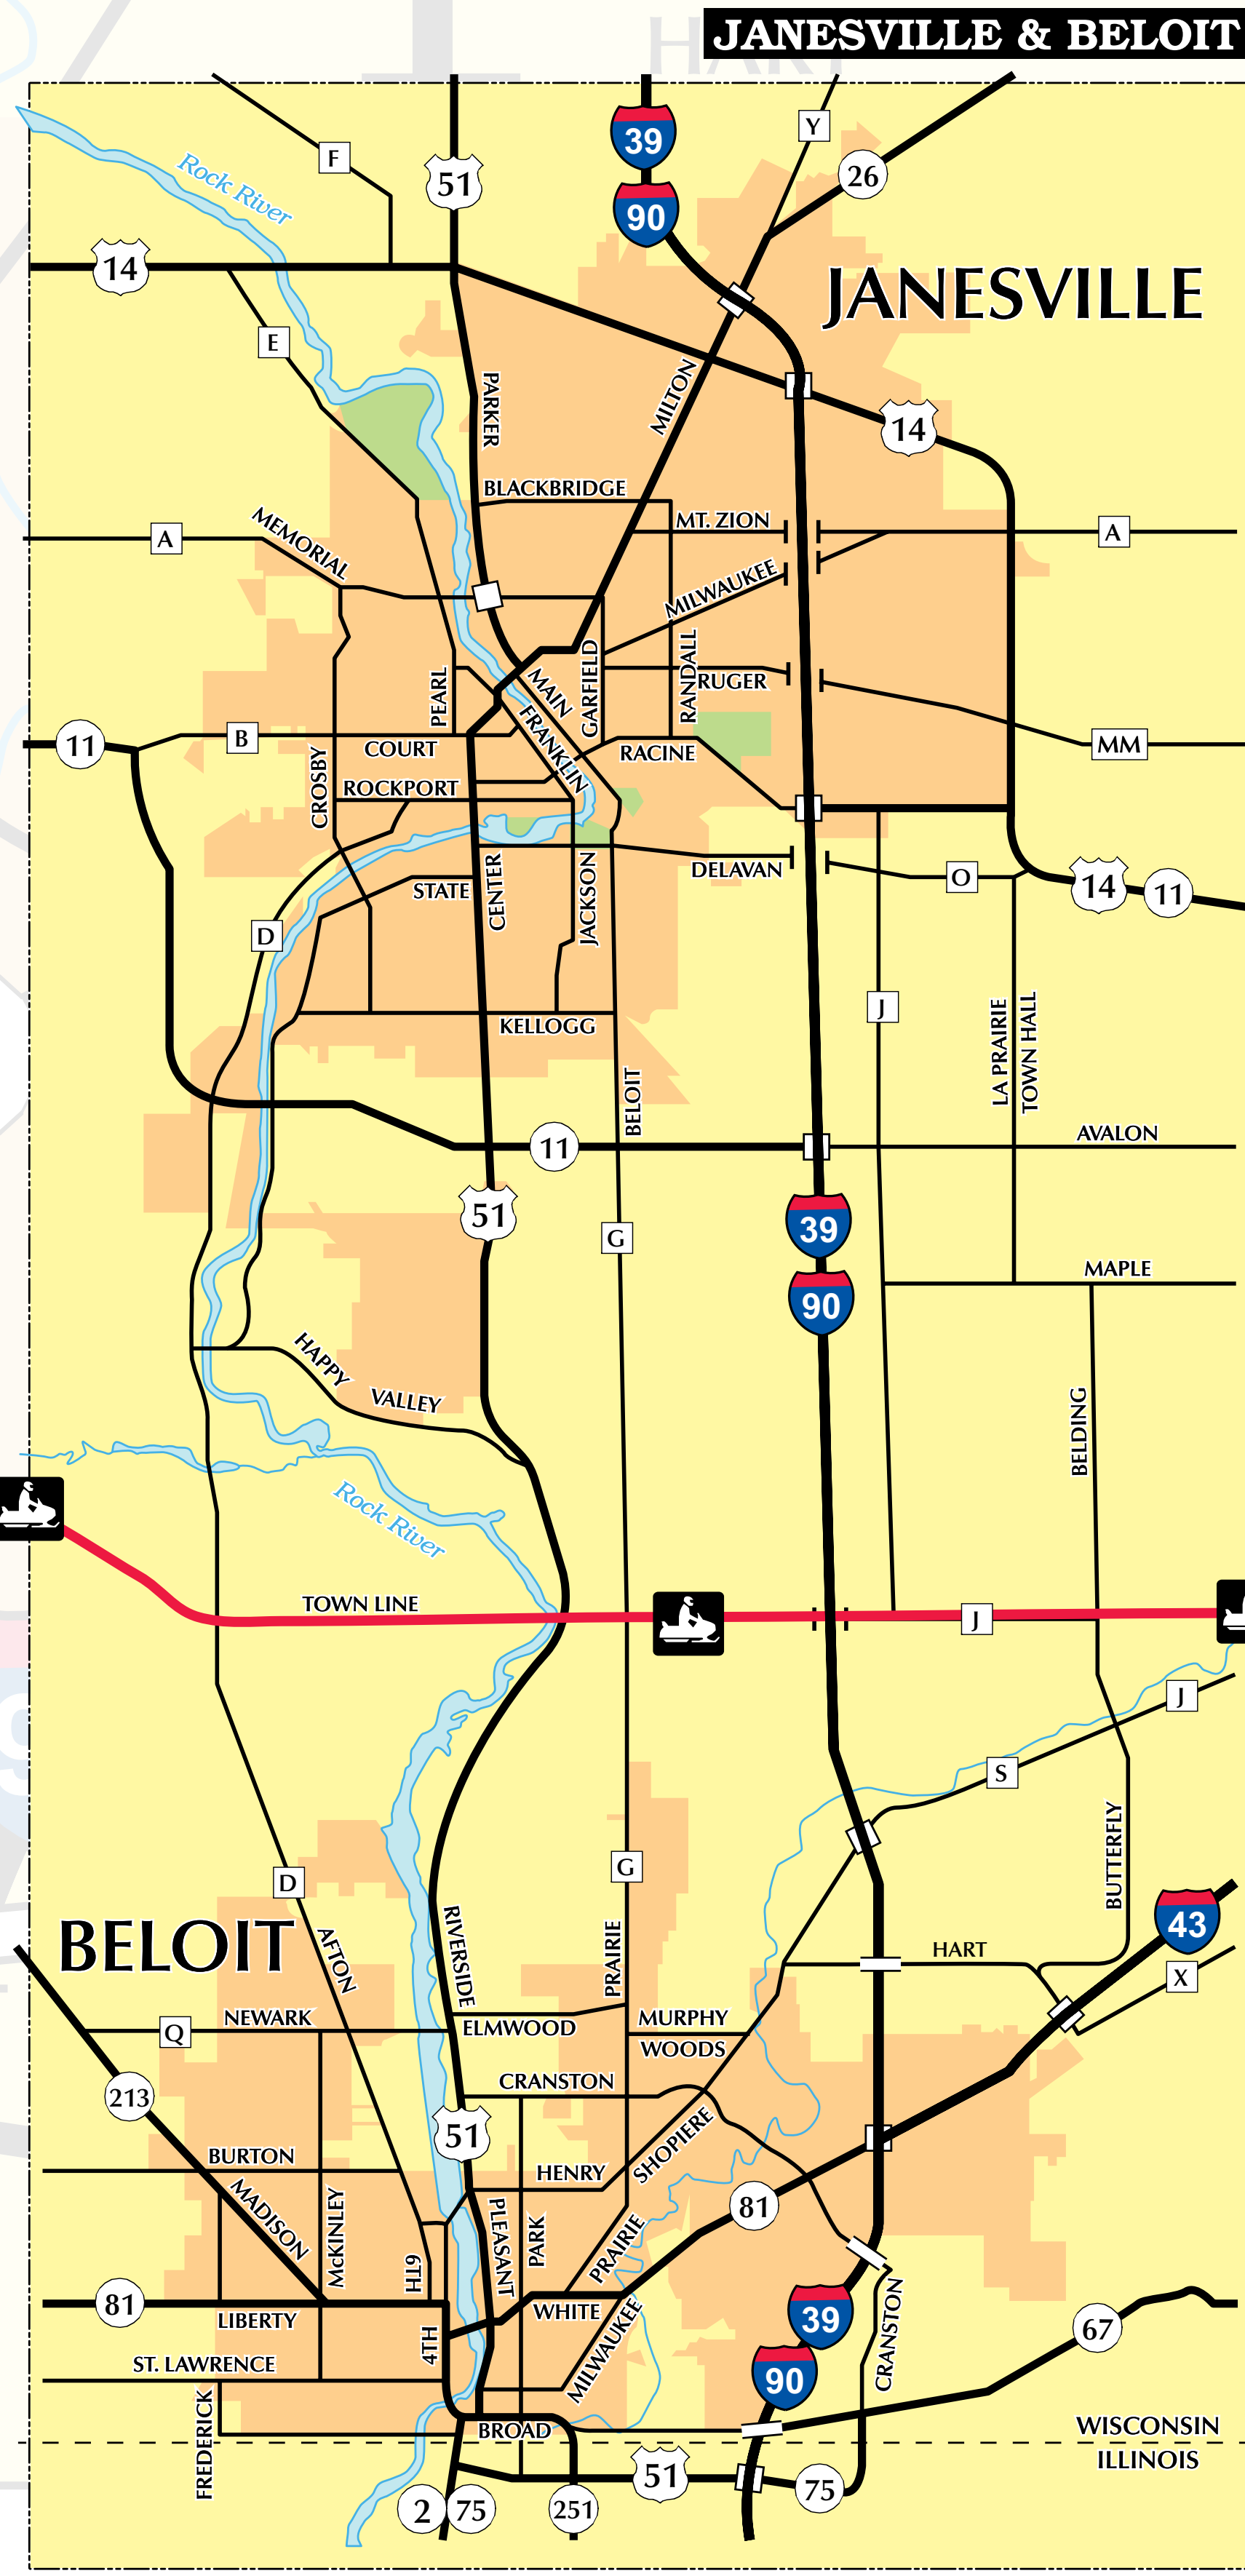 JANESVILLE & BELOIT
39
Y
F
26
51
Rock River
90
14
JANESVILLE
E
PARKER
MILTON
14
BLACKBRIDGE
MT. ZION
A
MEMORIAL
A
MILWAUKEE
PEARL
MAIN
GARFIELD
RANDALL
RUGER
11
B
COURT
FRANKLIN
RACINE
MM
CROSBY
ROCKPORT
STATE
CENTER
JACKSON
DELAVAN
O
14
11
D
J
LA PRAIRIE
TOWN HALL
KELLOGG
BELOIT
11
AVALON
51
39
G
MAPLE
90
HAPPY
VALLEY
BELDING
Rock River
TOWN LINE
J
J
S
BUTTERFLY
G
D
43
BELOIT
AFTON
RIVERSIDE
PRAIRIE
HART
X
Q
NEWARK
ELMWOOD
MURPHY
WOODS
213
CRANSTON
51
BURTON
HENRY
SHOPIERE
MADISON
McKINLEY
PLEASANT
PARK
81
PRAIRIE
6TH
81
LIBERTY
WHITE
39
CRANSTON
67
4TH
MILWAUKEE
ST. LAWRENCE
90
FREDERICK
BROAD
WISCONSIN
ILLINOIS
51
75
2
75
251